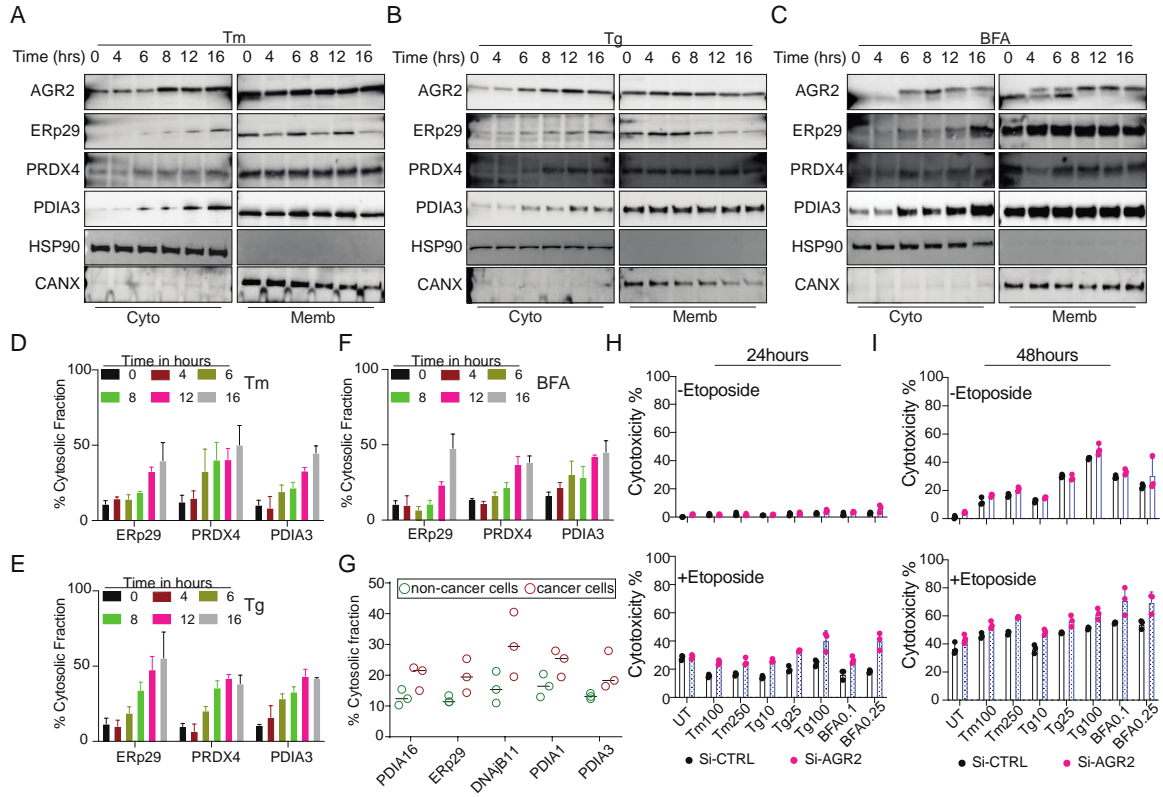 A
Tm
Time (hrs) 0 4 6 8 12 16 0 4 6 8 12 16
AGR2
ERp29
PRDX4
PDIA3
HSP90
CANX
Cyto Memb
B
Tg
Time (hrs) 0 4 6 8 12 16 0 4 6 8 12 16
AGR2
ERp29
PRDX4
PDIA3
HSP90
CANX
Cyto Memb
C
BFA
Time (hrs) 0 4 6 8 12 16 0 4 6 8 12 16
AGR2
ERp29
PRDX4
PDIA3
HSP90
CANX
Cyto Memb
D
Time in hours
0 4 6
8 12 16
Tm
% Cytosolic Fraction
100
50
0
ERp29 PRDX4 PDIA3
F
Time in hours
0 4 6
8 12 16
BFA
% Cytosolic Fraction
100
50
0
ERp29 PRDX4 PDIA3
E
Time in hours
0 4 6
8 12 16
Tg
% Cytosolic Fraction
100
50
0
ERp29 PRDX4 PDIA3
G
non-cancer cells cancer cells
% Cytosolic fraction
50
40
30
20
10
0
PDIA16 ERp29 DNAjB11 PDIA1 PDIA3
H
24hours
-Etoposide
Cytotoxicity %
100
80
60
40
20
0
+Etoposide
Cytotoxicity %
100
80
60
40
20
0
UT Tm100 Tm250 Tg10 Tg25 Tg100 BFA0.1 BFA0.25
Si-CTRL Si-AGR2
I
48hours
-Etoposide
Cytotoxicity %
100
80
60
40
20
0
+Etoposide
Cytotoxicity %
100
80
60
40
20
0
UT Tm100 Tm250 Tg10 Tg25 Tg100 BFA0.1 BFA0.25
Si-CTRL Si-AGR2